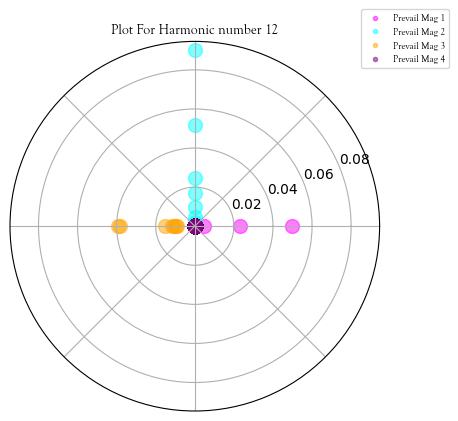 Plot For Harmonic number 12
Prevail Mag 1
Prevail Mag 2
Prevail Mag 3
Prevail Mag 4
0.08
0.06
0.04
0.02